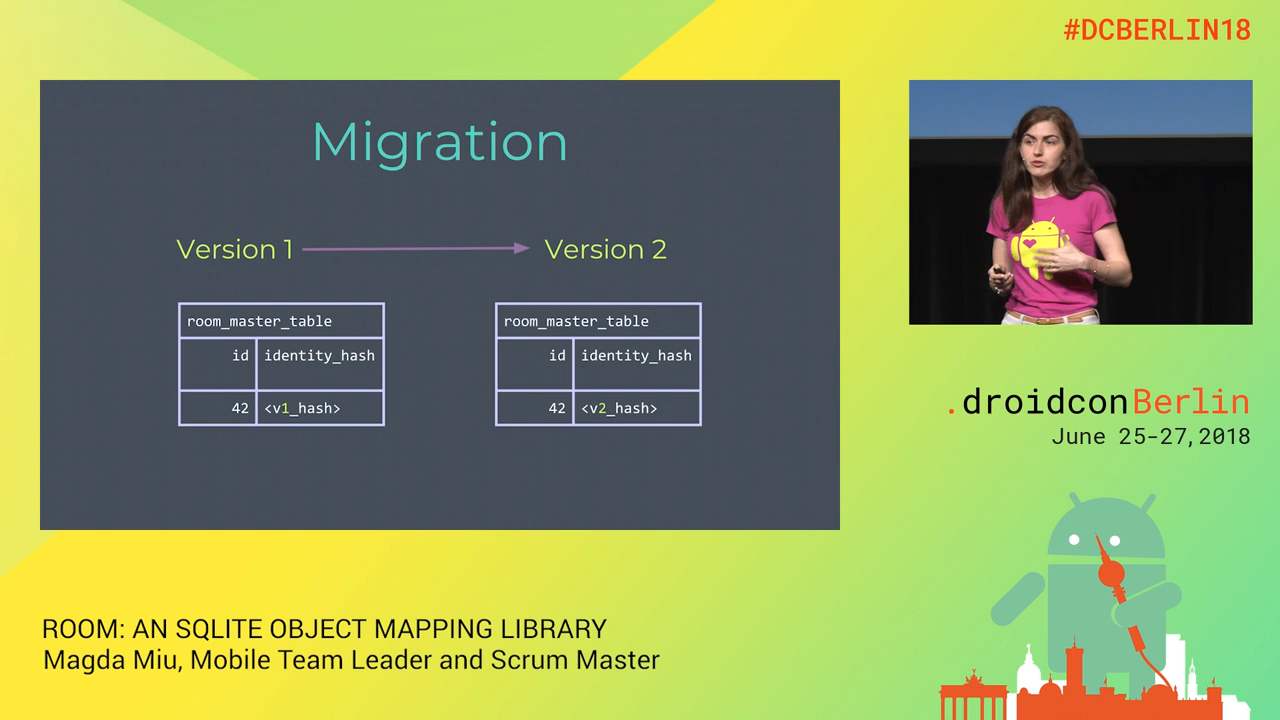 #DCBERLIN18
Migration
Version 1
Version 2
room_master_table
id identity_hash
42 <v1_hash>
room_master_table
id identity_hash
42 <v2_hash>
.droidconBerlin
June 25-27, 2018
ROOM: AN SQLITE OBJECT MAPPING LIBRARY
Magda Miu, Mobile Team Leader and Scrum Master